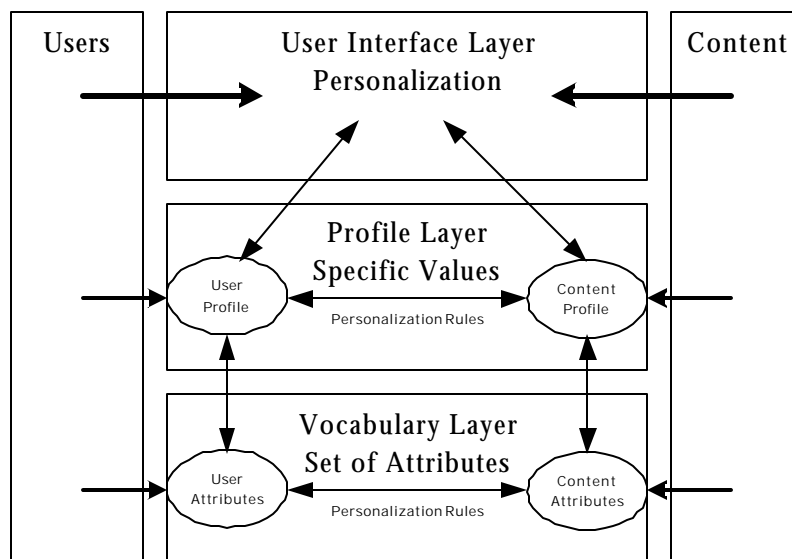 Users
User Interface Layer
Personalization
Content
Profile Layer
Specific Values
User
Profile
Content
Profile
Personalization Rules
Vocabulary Layer
Set of Attributes
User
Attributes
Content
Attributes
Personalization Rules